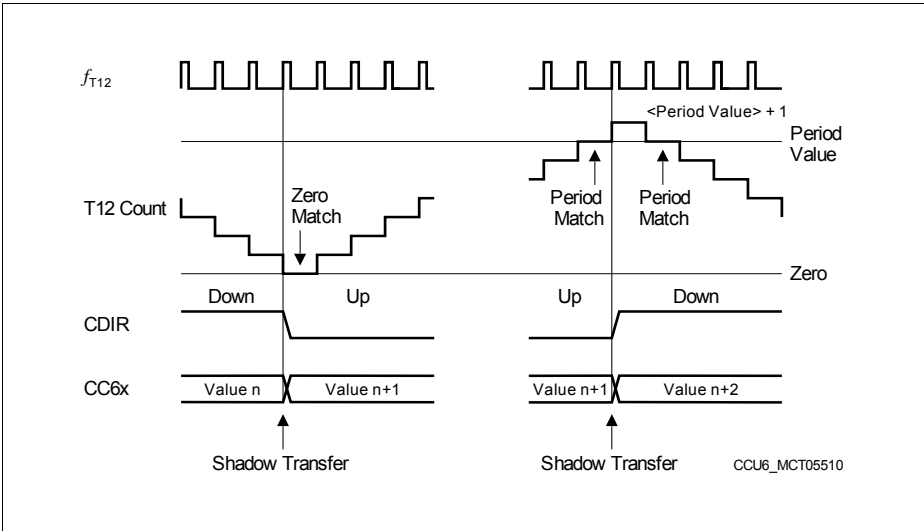 fT12
<Period Value> + 1
Period
Value
Zero
Match
Period
Match
Period
Match
T12 Count
Zero
Down
Up
Up
Down
CDIR
CC6x
Value n
Value n+1
Value n+1
Value n+2
Shadow Transfer
Shadow Transfer
CCU6_MCT05510